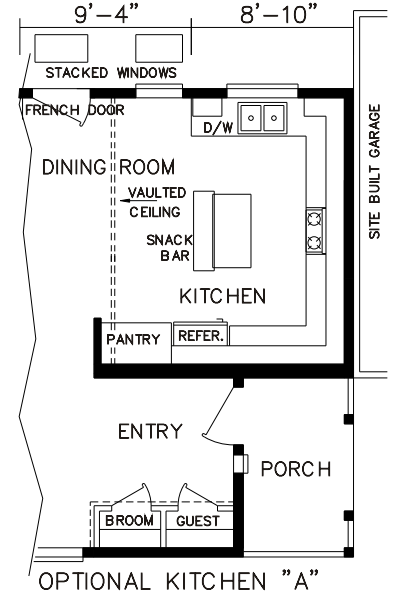 9'-4" 8'-10"
STACKED WINDOWS
FRENCH DOOR
D/W
SITE BUILT GARAGE
DINING ROOM
VAULTED
CEILING
SNACK
BAR
KITCHEN
PANTRY
REFER.
ENTRY
PORCH
BROOM
GUEST
OPTIONAL KITCHEN "A"